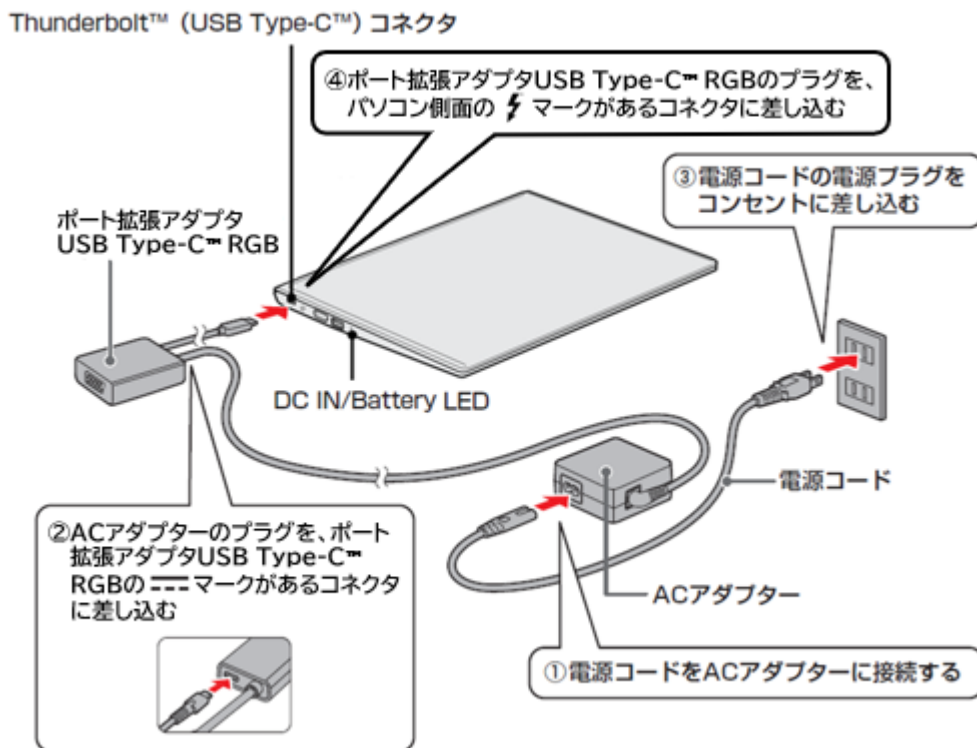 Thunderbolt™（USB Type-C™）コネクタ
④ポート拡張アダプタUSB Type-C™ RGBのプラグを、
パソコン側面の マークがあるコネクタに差し込む
③電源コードの電源プラグを
コンセントに差し込む
ポート拡張アダプタ
USB Type-C™ RGB
DC IN/Battery LED
電源コード
②ACアダプターのプラグを、ポート
拡張アダプタUSB Type-C™
RGBの マークがあるコネクタ
に差し込む
ACアダプター
①電源コードをACアダプターに接続する